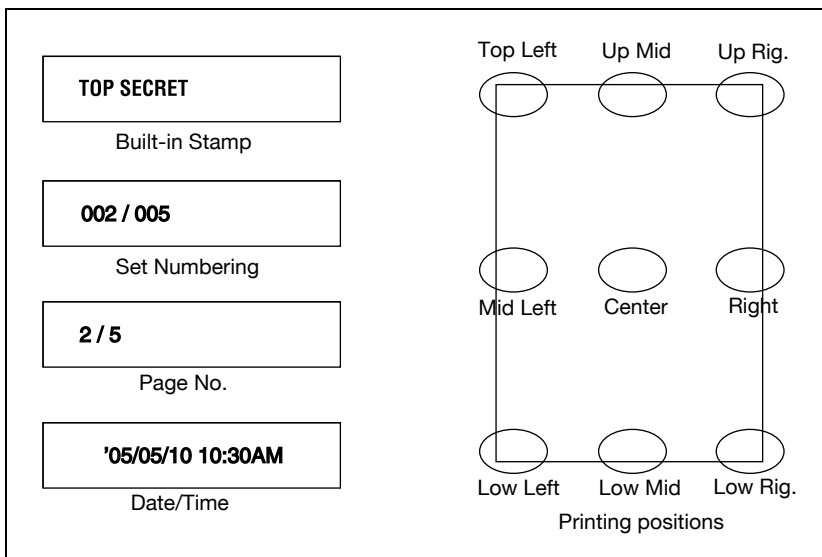 TOP SECRET
Built-in Stamp
002 / 005
Set Numbering
2 / 5
Page No.
'05/05/10 10:30AM
Date/Time
Top Left Up Mid Up Rig.
Mid Left Center Right
Low Left Low Mid Low Rig.
Printing positions